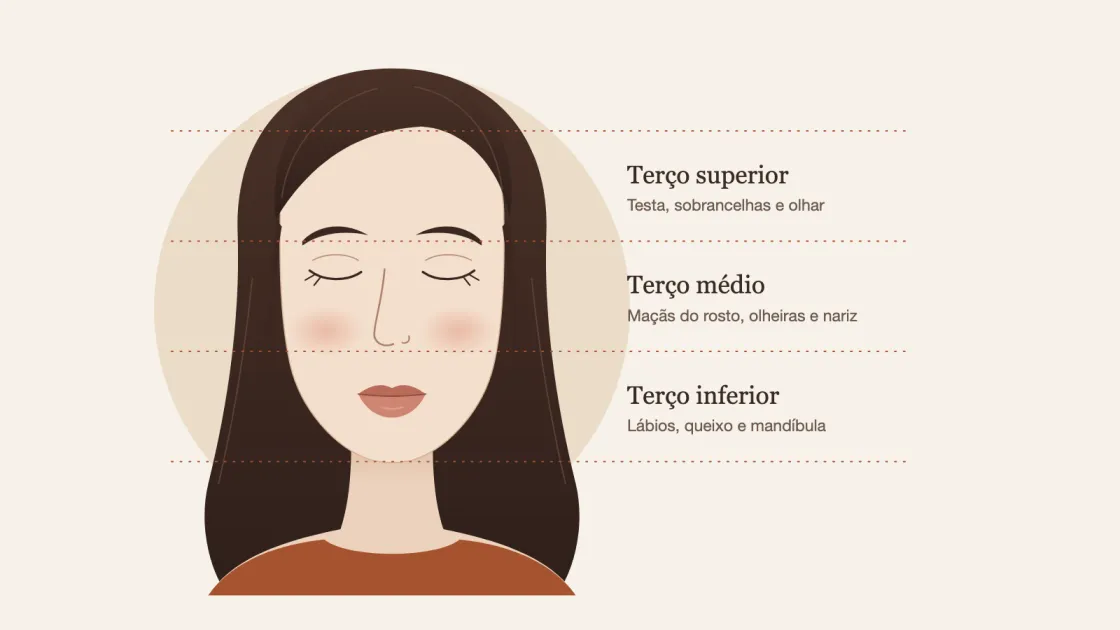 Terço superior
Testa, sobrancelhas e olhar
Terço médio
Maçãs do rosto, olheiras e nariz
Terço inferior
Lábios, queixo e mandíbula